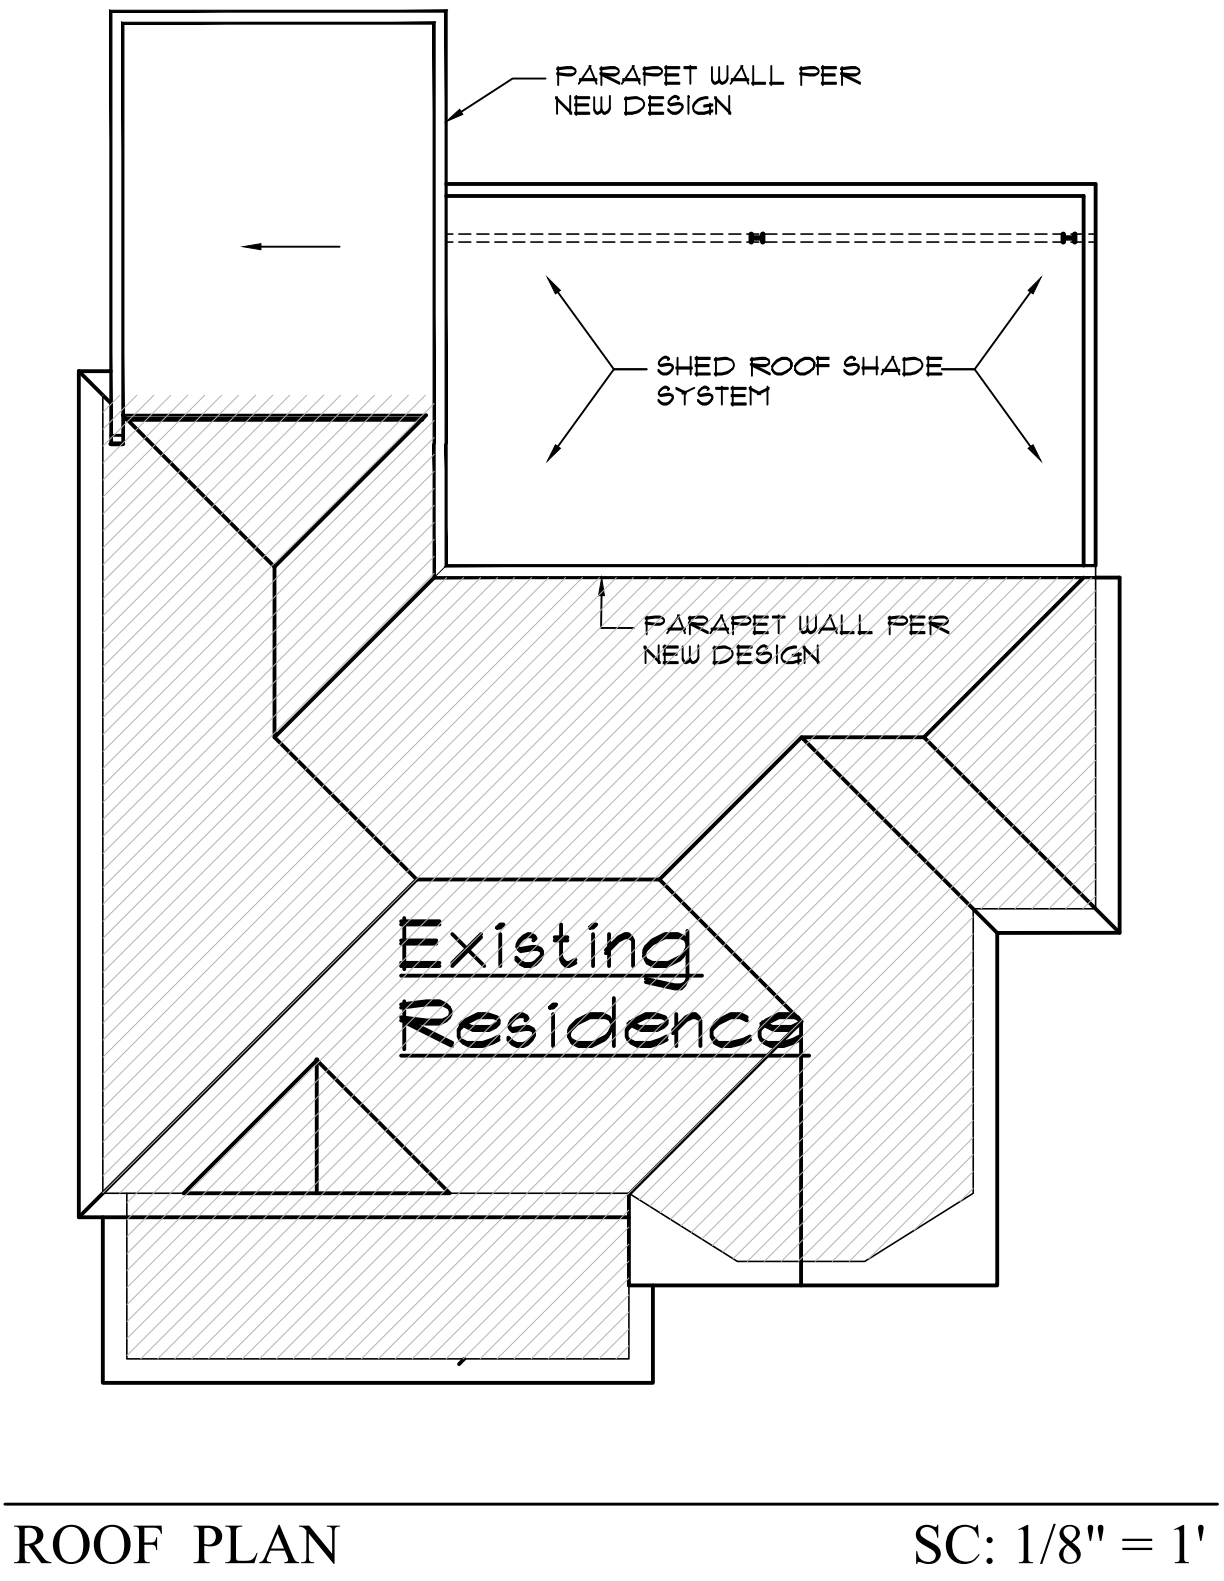 PARAPET WALL PER
NEW DESIGN
SHED ROOF SHADE
SYSTEM
PARAPET WALL PER
NEW DESIGN
Existing
Residence
ROOF PLAN
SC: 1/8" = 1'